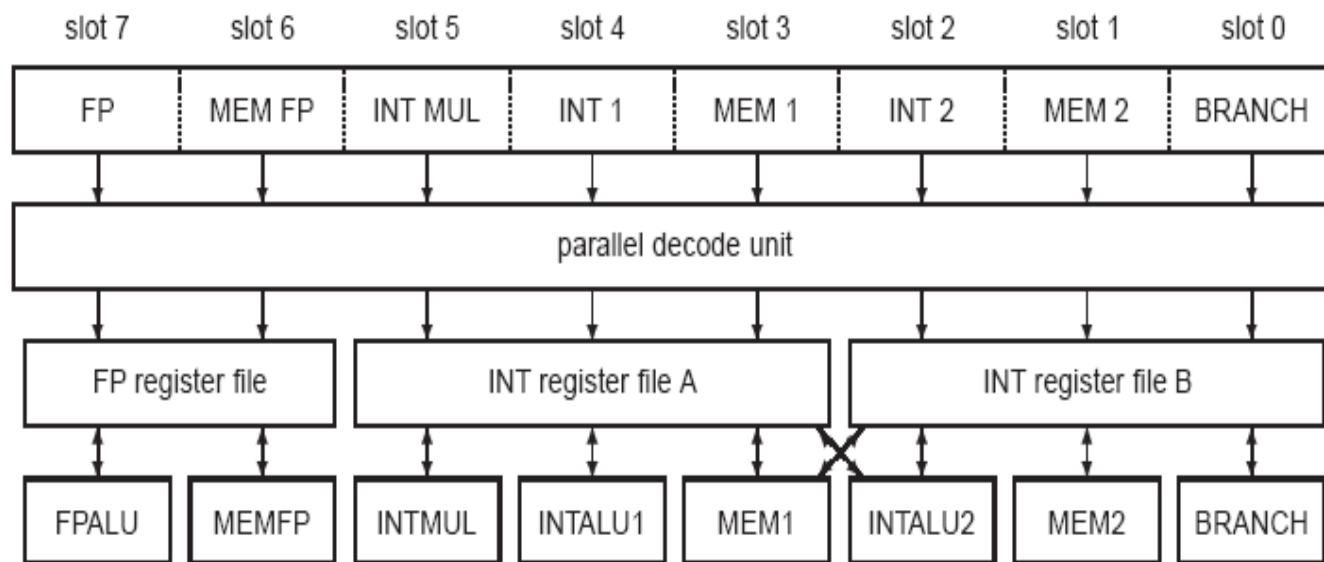 slot 7 slot 6 slot 5 slot 4 slot 3 slot 2 slot 1 slot 0
FP MEM FP INT MUL INT 1 MEM 1 INT 2 MEM 2 BRANCH
parallel decode unit
FP register file INT register file A INT register file B
FPALU MEMFP INTMUL INTALU1 MEM1 INTALU2 MEM2 BRANCH